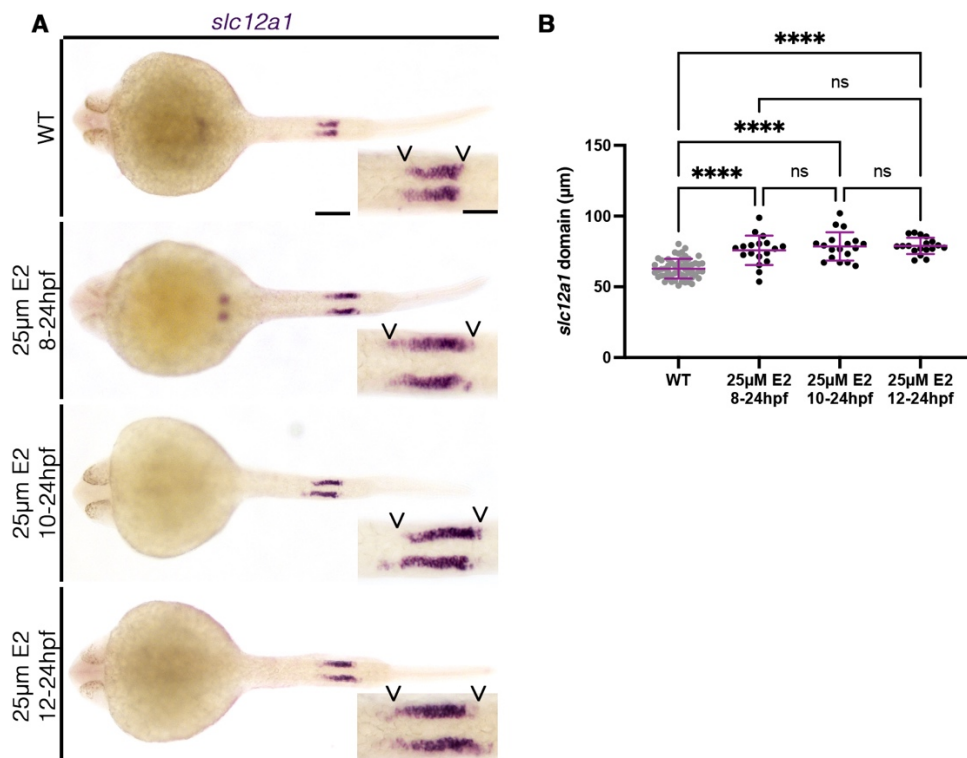 A
slc12a1
WT
25μm E2
8-24hpf
25μm E2
10-24hpf
25μm E2
12-24hpf
B
****
ns
****
****
ns
ns
150
100
50
0
slc12a1 domain (μm)
WT
25μM E2
8-24hpf
25μM E2
10-24hpf
25μM E2
12-24hpf